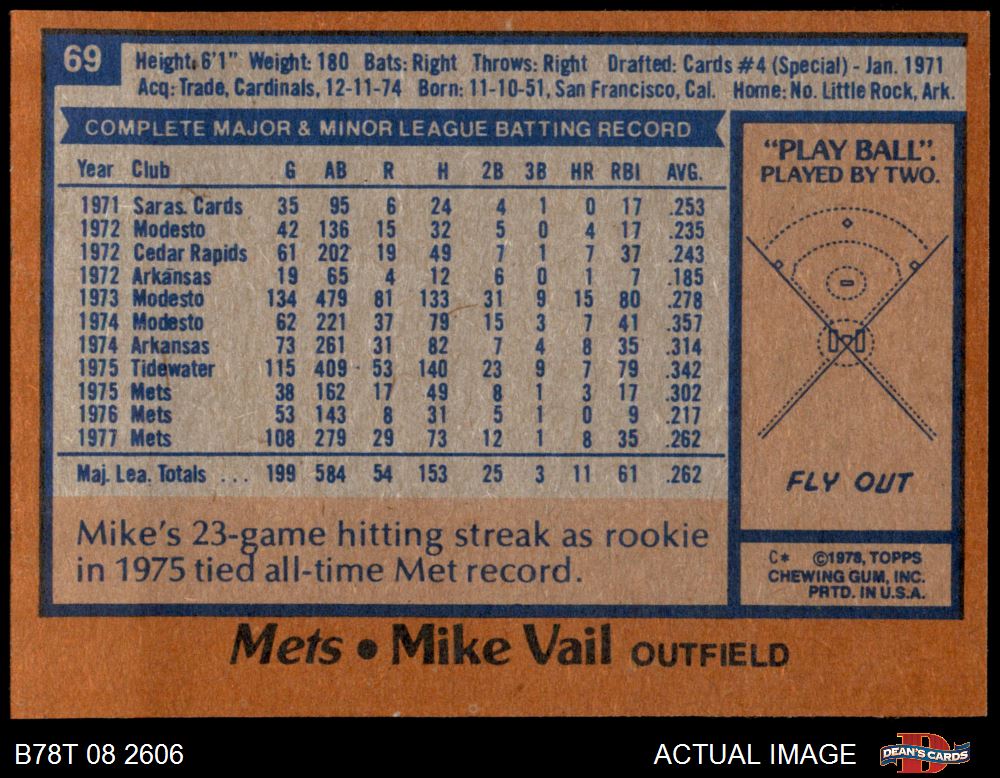 69
Height: 6'1" Weight: 180 Bats: Right Throws: Right Drafted: Cards #4 (Special) - Jan. 1971
Acq: Trade, Cardinals, 12-11-74 Born: 11-10-51, San Francisco, Cal. Home: No. Little Rock, Ark.
COMPLETE MAJOR & MINOR LEAGUE BATTING RECORD
Year Club G AB R H 2B 3B HR RBI AVG.
1971 Saras. Cards 35 95 6 24 4 1 0 17 .253
1972 Modesto 42 136 15 32 5 0 4 17 .235
1972 Cedar Rapids 61 202 19 49 7 1 7 37 .243
1972 Arkansas 19 65 4 12 6 0 1 7 .185
1973 Modesto 134 479 81 133 31 9 15 80 .278
1974 Modesto 62 221 37 79 15 3 7 41 .357
1974 Arkansas 73 261 31 82 7 4 8 35 .314
1975 Tidewater 115 409 53 140 23 9 7 79 .342
1975 Mets 38 162 17 49 8 1 3 17 .302
1976 Mets 53 143 8 31 5 1 0 9 .217
1977 Mets 108 279 29 73 12 1 8 35 .262
Maj. Lea. Totals ... 199 584 54 153 25 3 11 61 .262
Mike's 23-game hitting streak as rookie
in 1975 tied all-time Met record.
"PLAY BALL".
PLAYED BY TWO.
FLY OUT
C* ©1978, TOPPS
CHEWING GUM, INC.
PRTD. IN U.S.A.
Mets • Mike Vail OUTFIELD
B78T 08 2606
ACTUAL IMAGE
DEAN'S CARDS